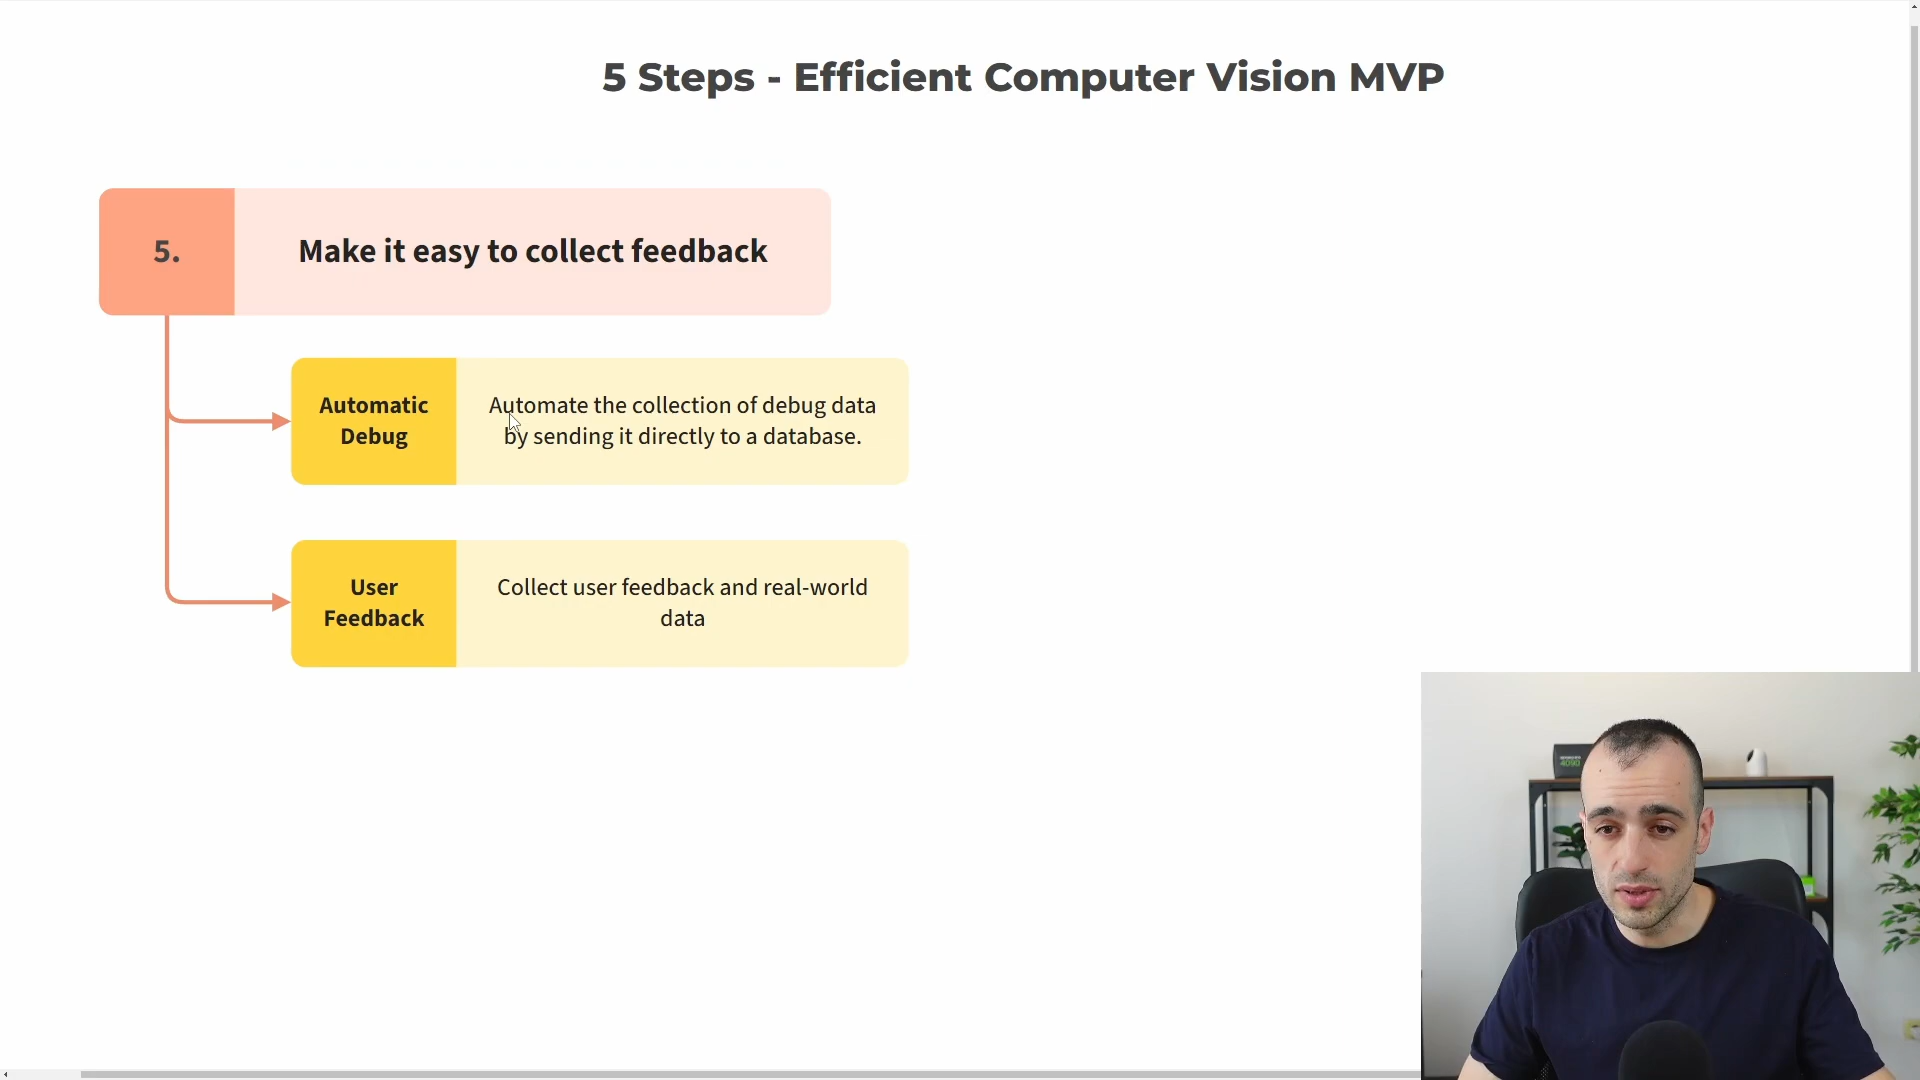 5 Steps - Efficient Computer Vision MVP
5.
Make it easy to collect feedback
Automatic
Debug
Automate the collection of debug data
by sending it directly to a database.
User
Feedback
Collect user feedback and real-world
data
4090